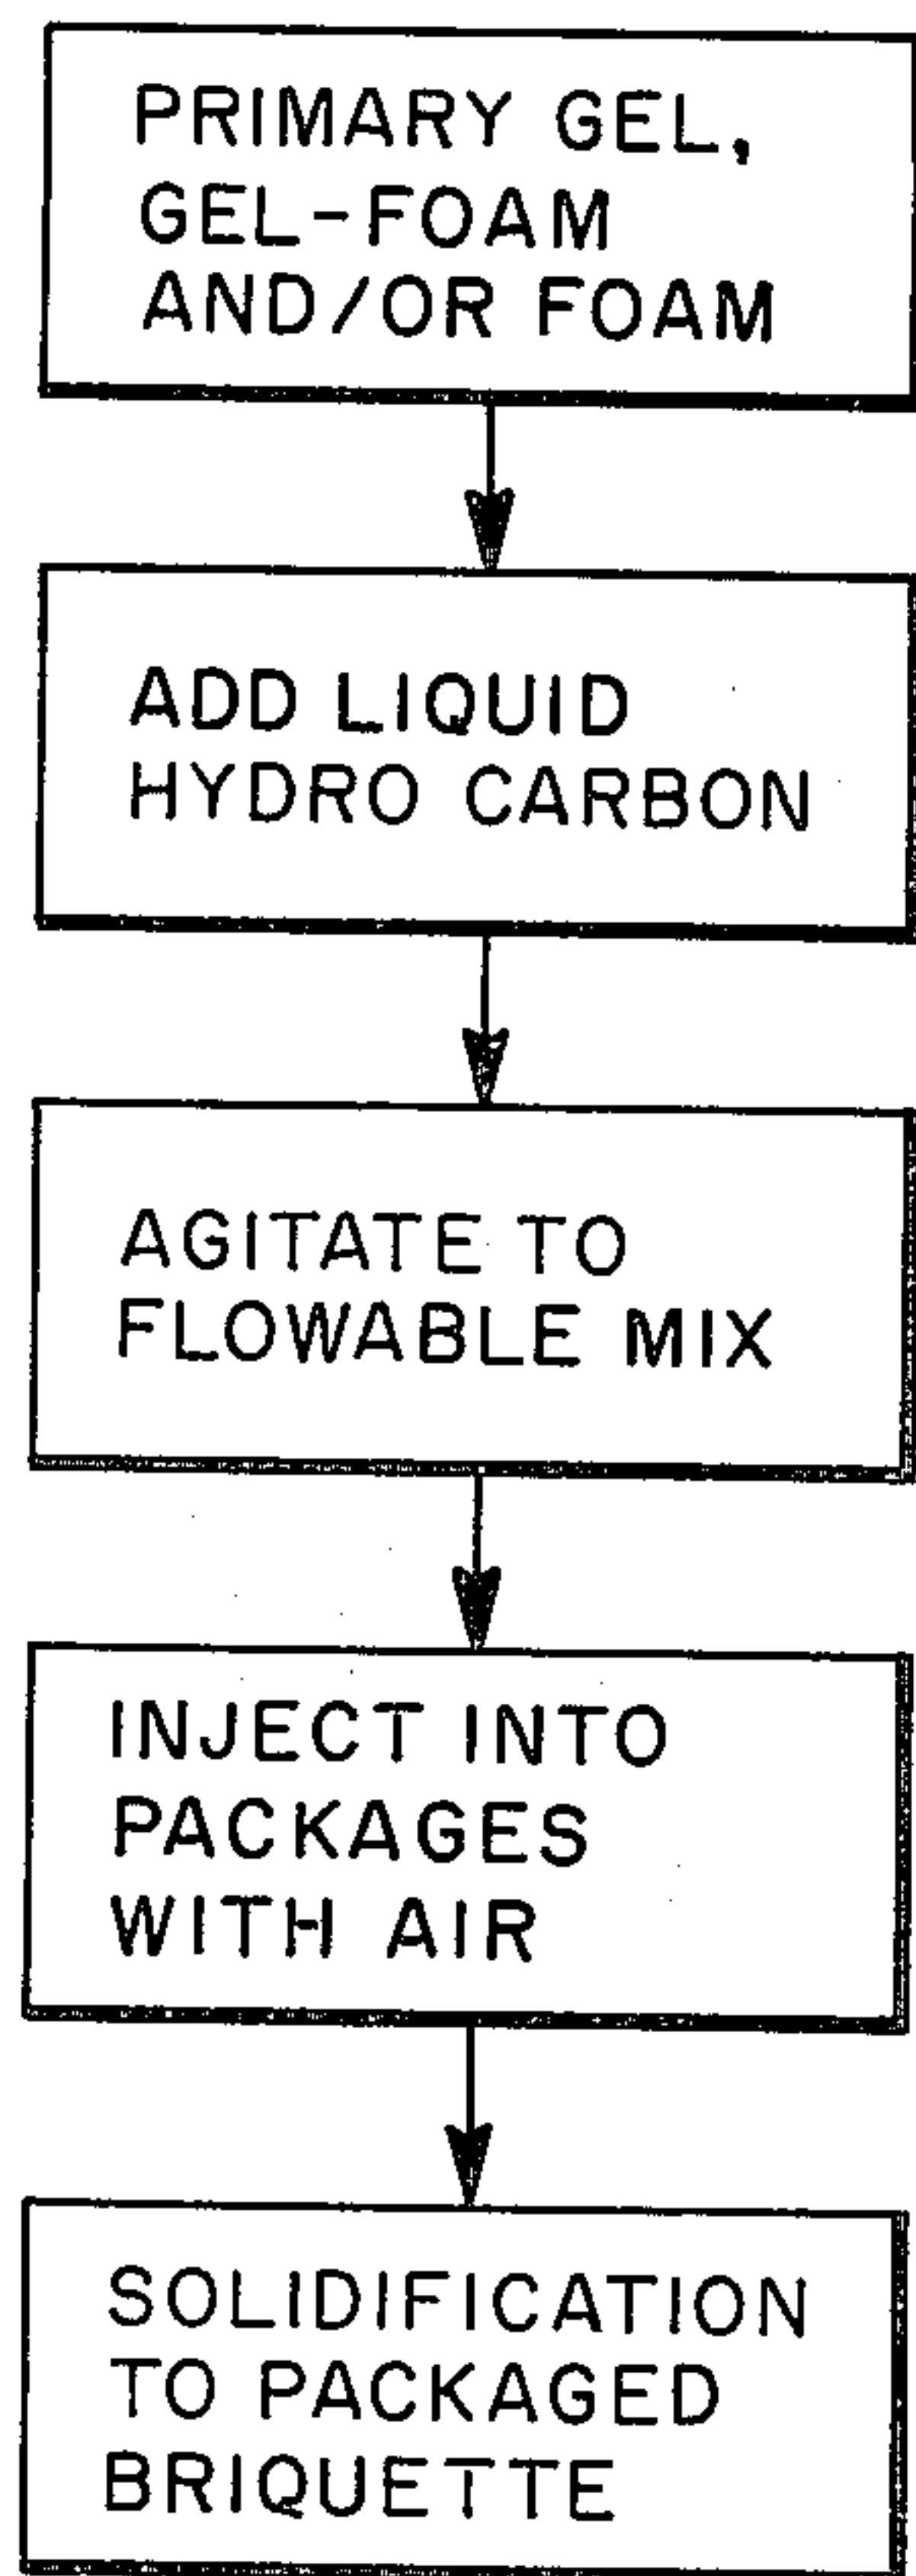 PRIMARY GEL,
GEL-FOAM
AND/OR FOAM
ADD LIQUID
HYDRO CARBON
AGITATE TO
FLOWABLE MIX
INJECT INTO
PACKAGES
WITH AIR
SOLIDIFICATION
TO PACKAGED
BRIQUETTE